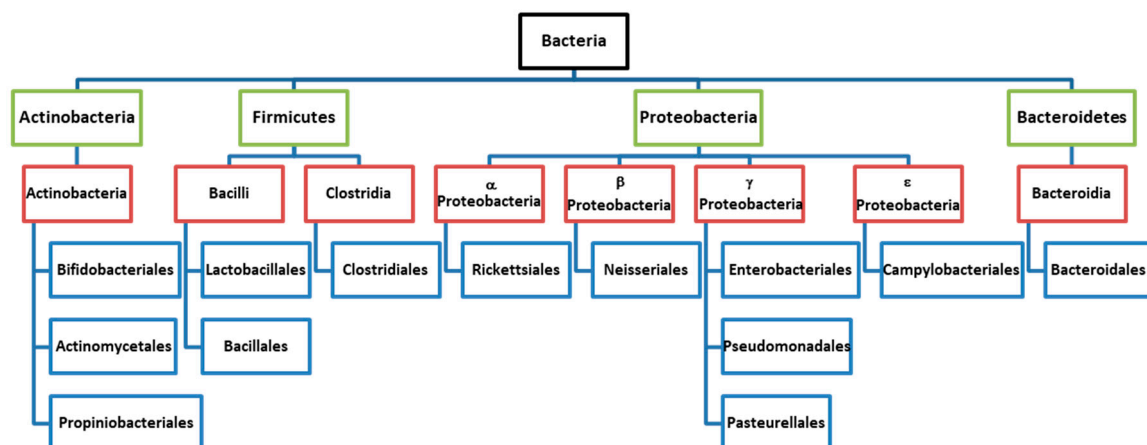 Bacteria
Actinobacteria
Firmicutes
Proteobacteria
Bacteroidetes
Actinobacteria
Bacilli
Clostridia
α
Proteobacteria
β
Proteobacteria
γ
Proteobacteria
ε
Proteobacteria
Bacteroidia
Bifidobacteriales
Lactobacillales
Clostridiales
Rickettsiales
Neisseriales
Enterobacteriales
Campylobacteriales
Bacteroidales
Actinomycetales
Bacillales
Pseudomonadales
Propiniobacteriales
Pasteurellales